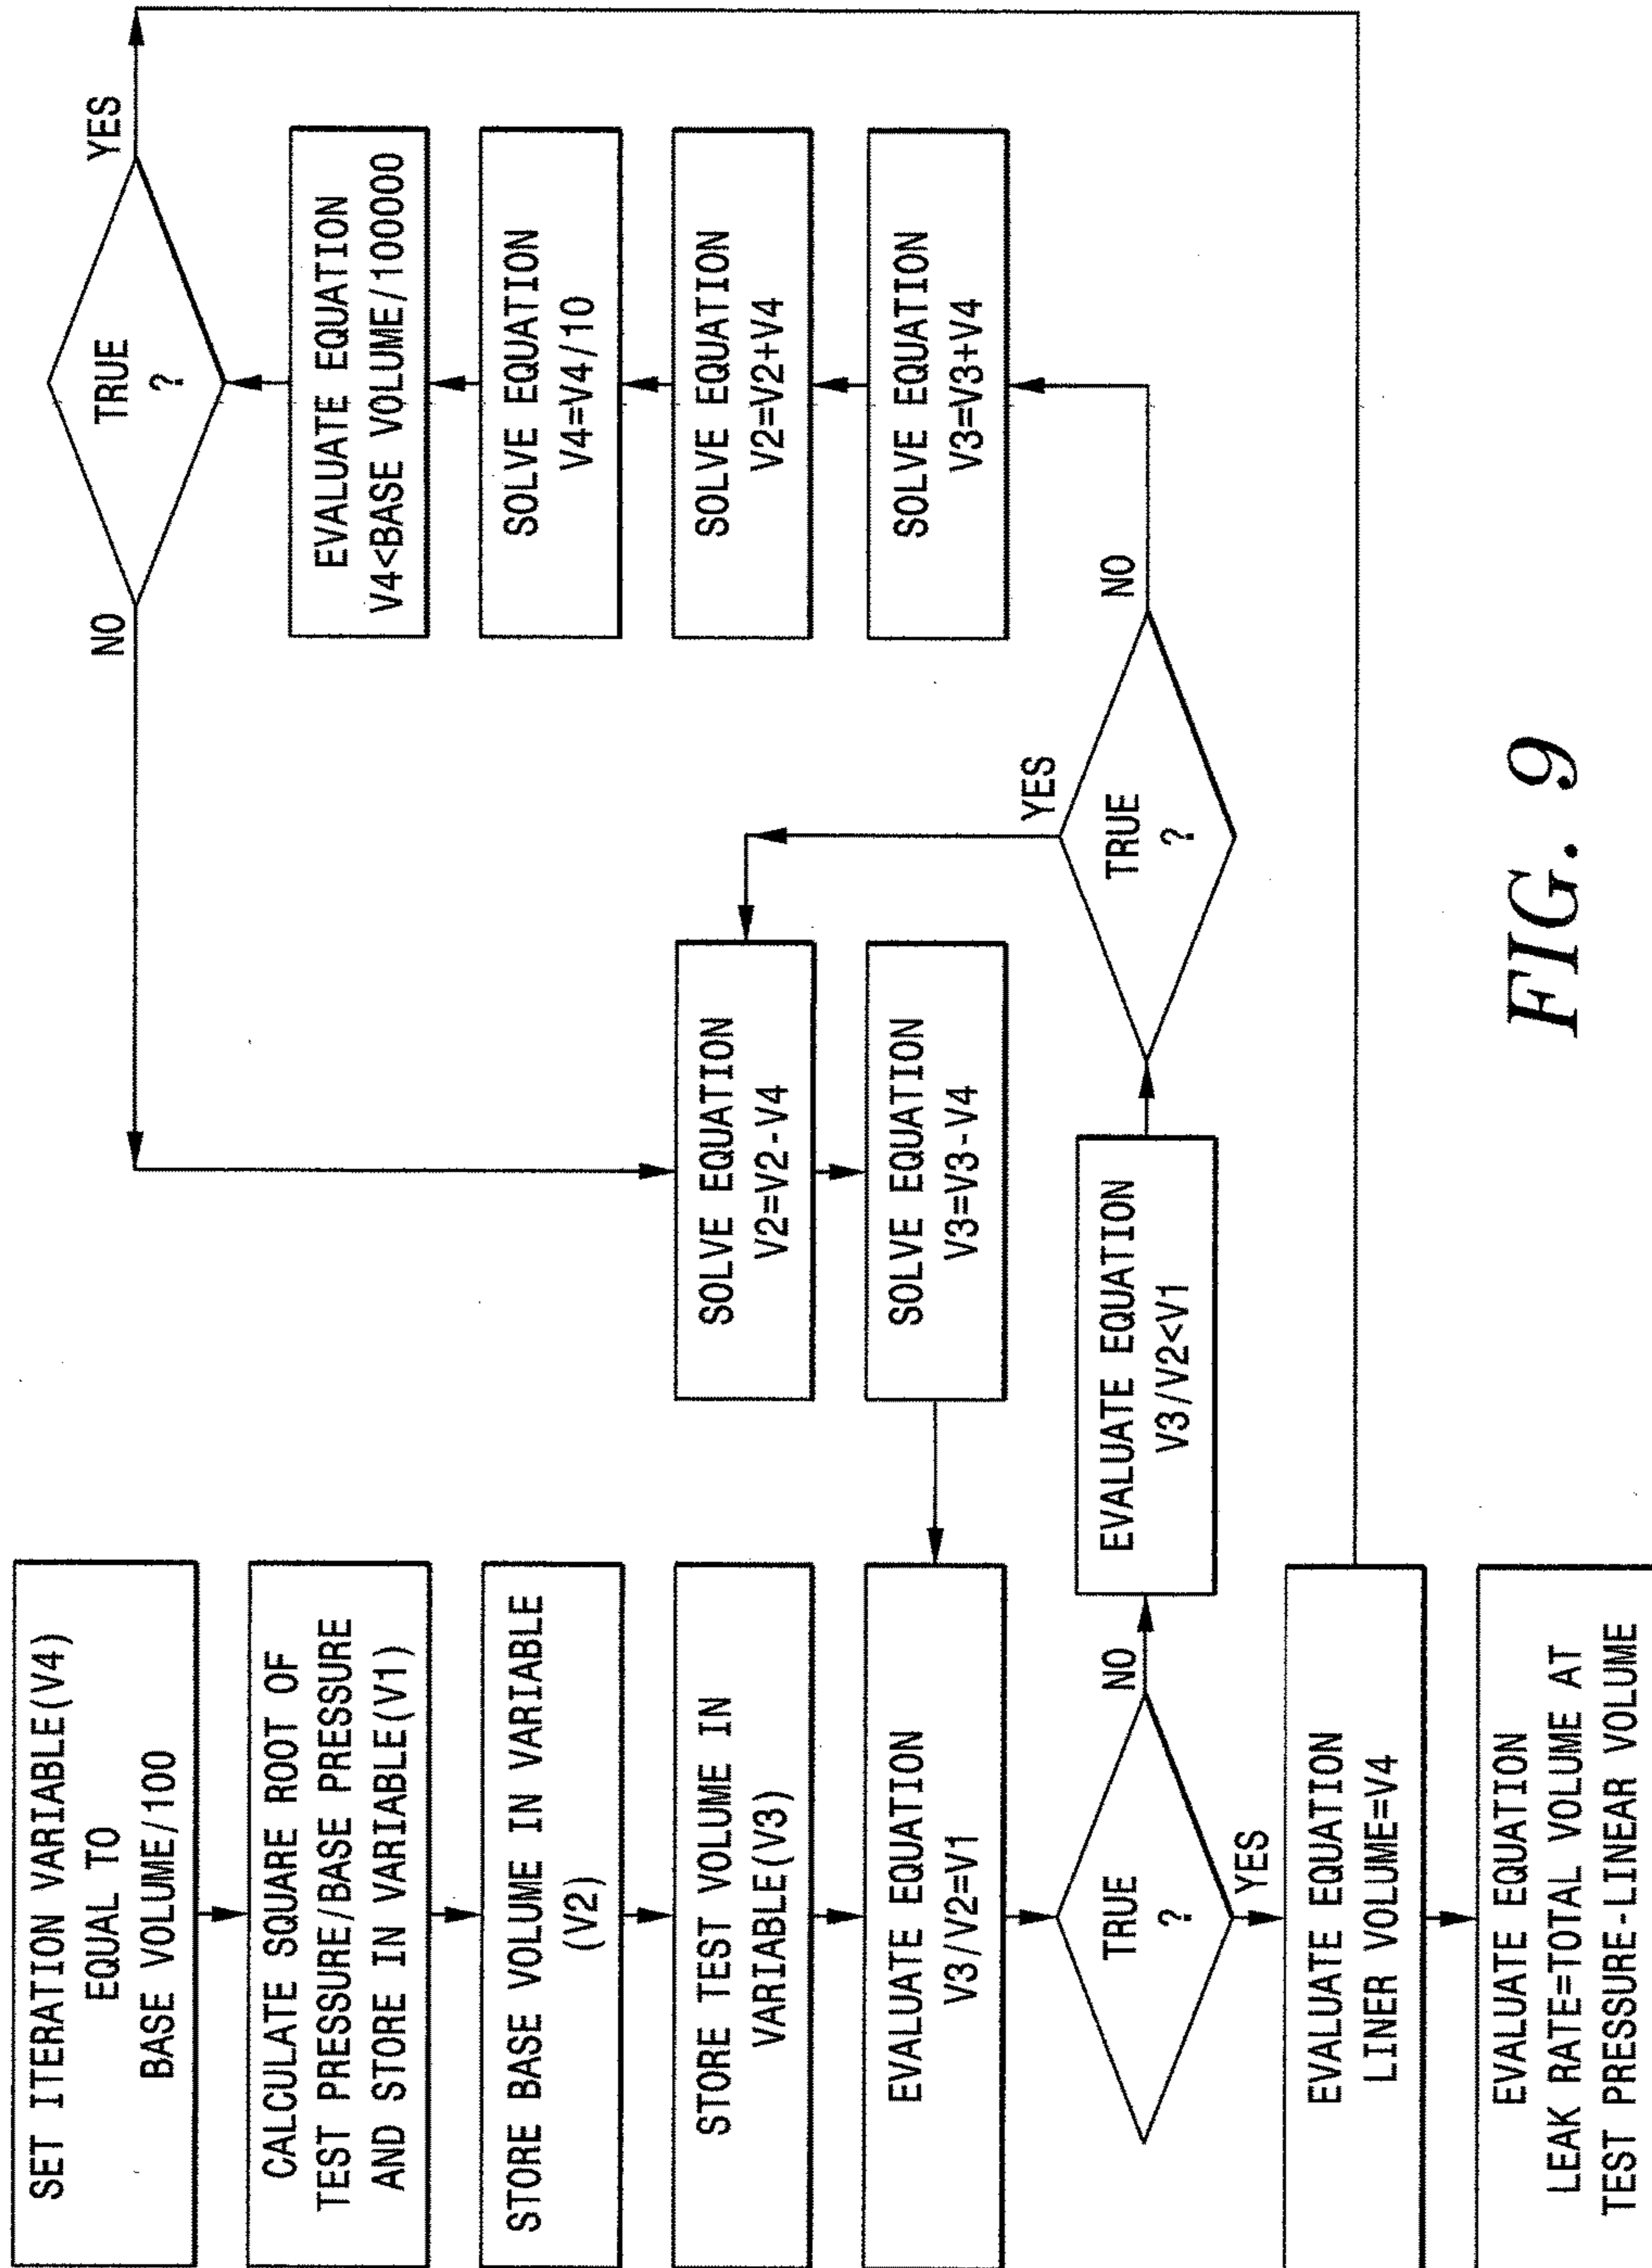 SET ITERATION VARIABLE(V4)
EQUAL TO
BASE VOLUME/100
CALCULATE SQUARE ROOT OF
TEST PRESSURE/BASE PRESSURE
AND STORE IN VARIABLE(V1)
STORE BASE VOLUME IN VARIABLE
(V2)
STORE TEST VOLUME IN
VARIABLE(V3)
EVALUATE EQUATION
V3/V2=V1
TRUE
?
NO
YES
EVALUATE EQUATION
LINER VOLUME=V4
EVALUATE EQUATION
LEAK RATE=TOTAL VOLUME AT
TEST PRESSURE-LINEAR VOLUME
SOLVE EQUATION
V2=V2-V4
SOLVE EQUATION
V3=V3-V4
EVALUATE EQUATION
V3/V2<V1
TRUE
?
YES
NO
SOLVE EQUATION
V3=V3+V4
SOLVE EQUATION
V2=V2+V4
SOLVE EQUATION
V4=V4/10
EVALUATE EQUATION
V4<BASE VOLUME/100000
TRUE
?
NO
YES
FIG. 9